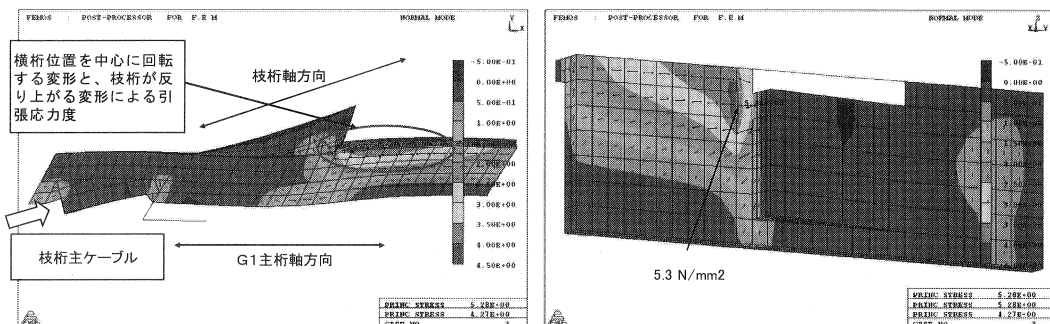 FEMOS : POST-PROCESSOR FOR F.E.M
NORMAL MODE
Y
X
横桁位置を中心に回転
する変形と、枝桁が反
り上がる変形による引
張応力度
枝桁軸方向
-5.00E-01
0.00E+00
5.00E-01
1.00E+00
3.00E+00
3.50E+00
4.00E+00
4.50E+00
枝桁主ケーブル
G1主桁軸方向
PRINC STRESS 5.28E+00
PRINC STRESS 5.28E+00
PRINC STRESS 4.27E+00
FEMOS : POST-PROCESSOR FOR F.E.M
NORMAL MODE
Z
X
Y
-5.00E-01
0.00E+00
5.3 N/mm2
PRINC STRESS 5.28E+00
PRINC STRESS 5.28E+00
PRINC STRESS 4.27E+00